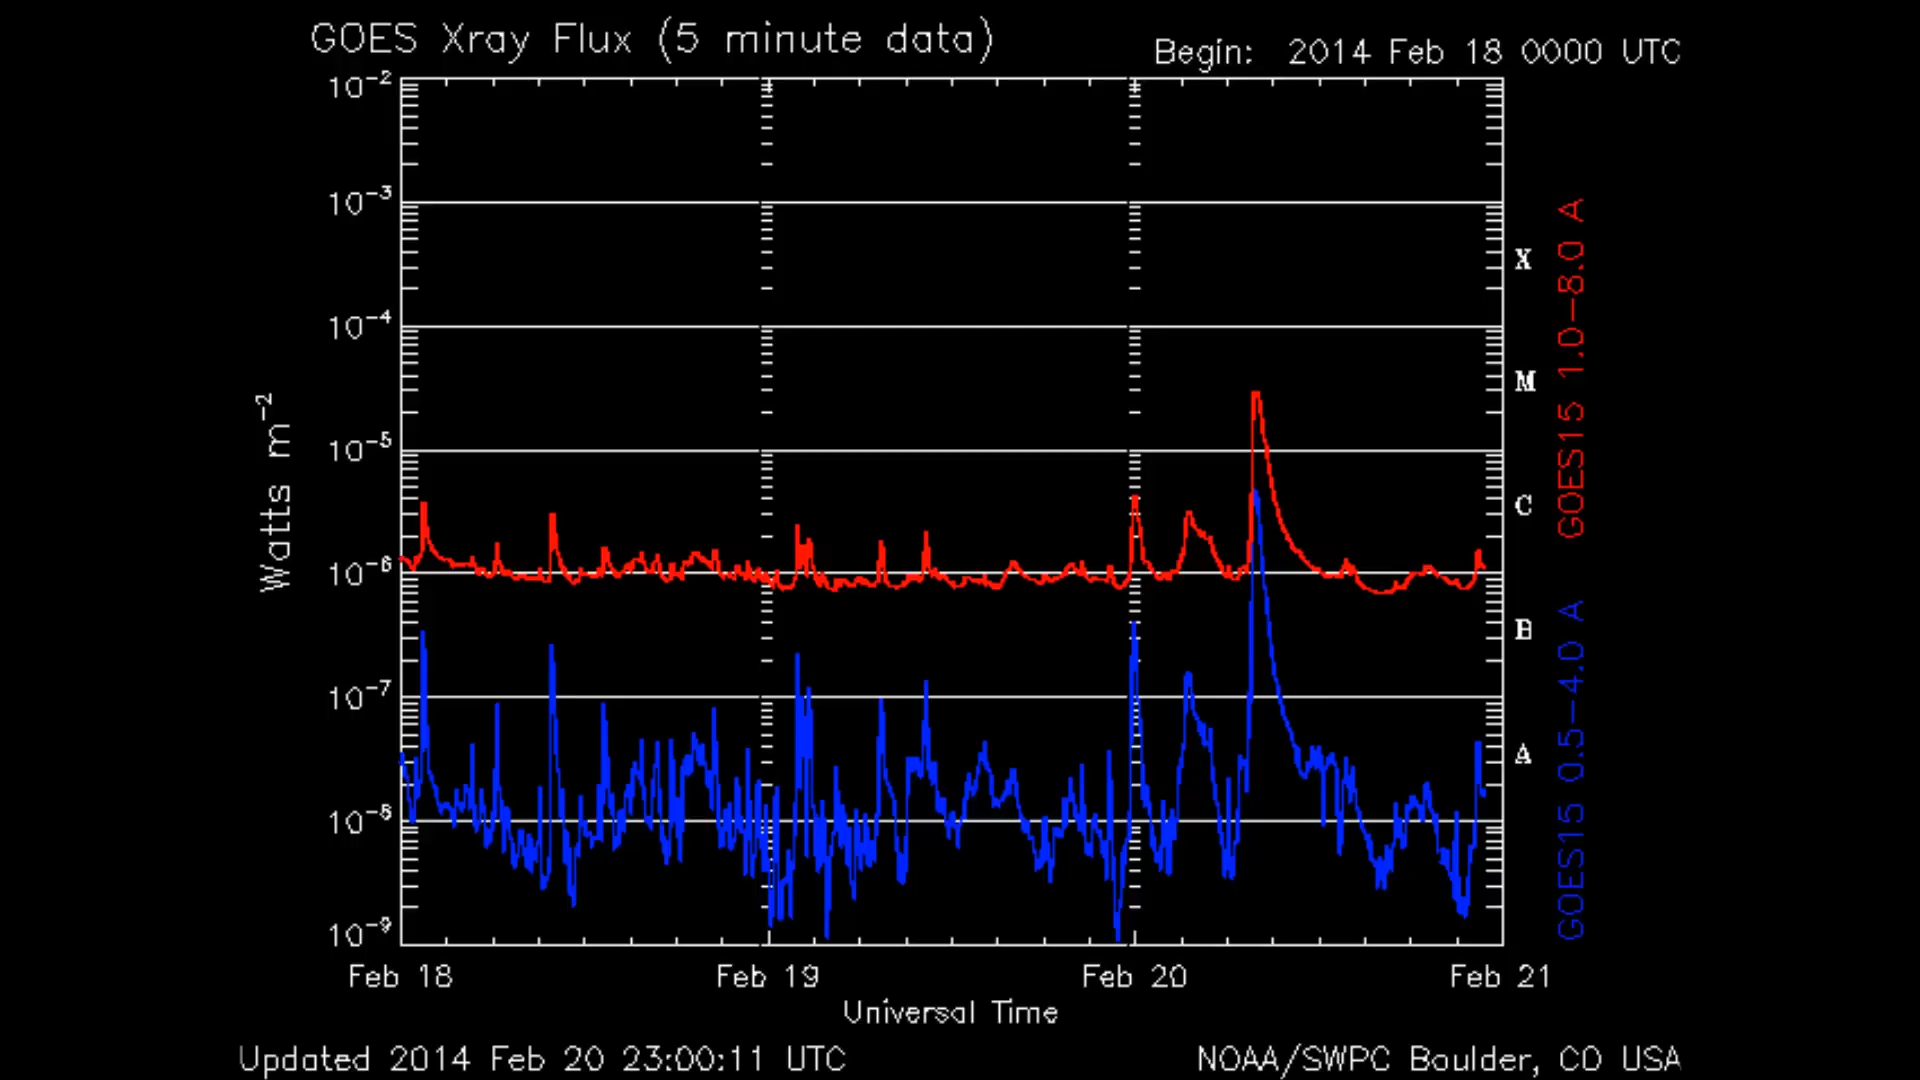 GOES Xray Flux (5 minute data)
Begin: 2014 Feb 18 0000 UTC
10⁻²
10⁻³
10⁻⁴
10⁻⁵
10⁻⁶
10⁻⁷
10⁻⁸
10⁻⁹
Watts m⁻²
X
M
C
B
A
GOES15 1.0-8.0 A
GOES15 0.5-4.0 A
Feb 18
Feb 19
Feb 20
Feb 21
Universal Time
Updated 2014 Feb 20 23:00:11 UTC
NOAA/SWPC Boulder, CO USA